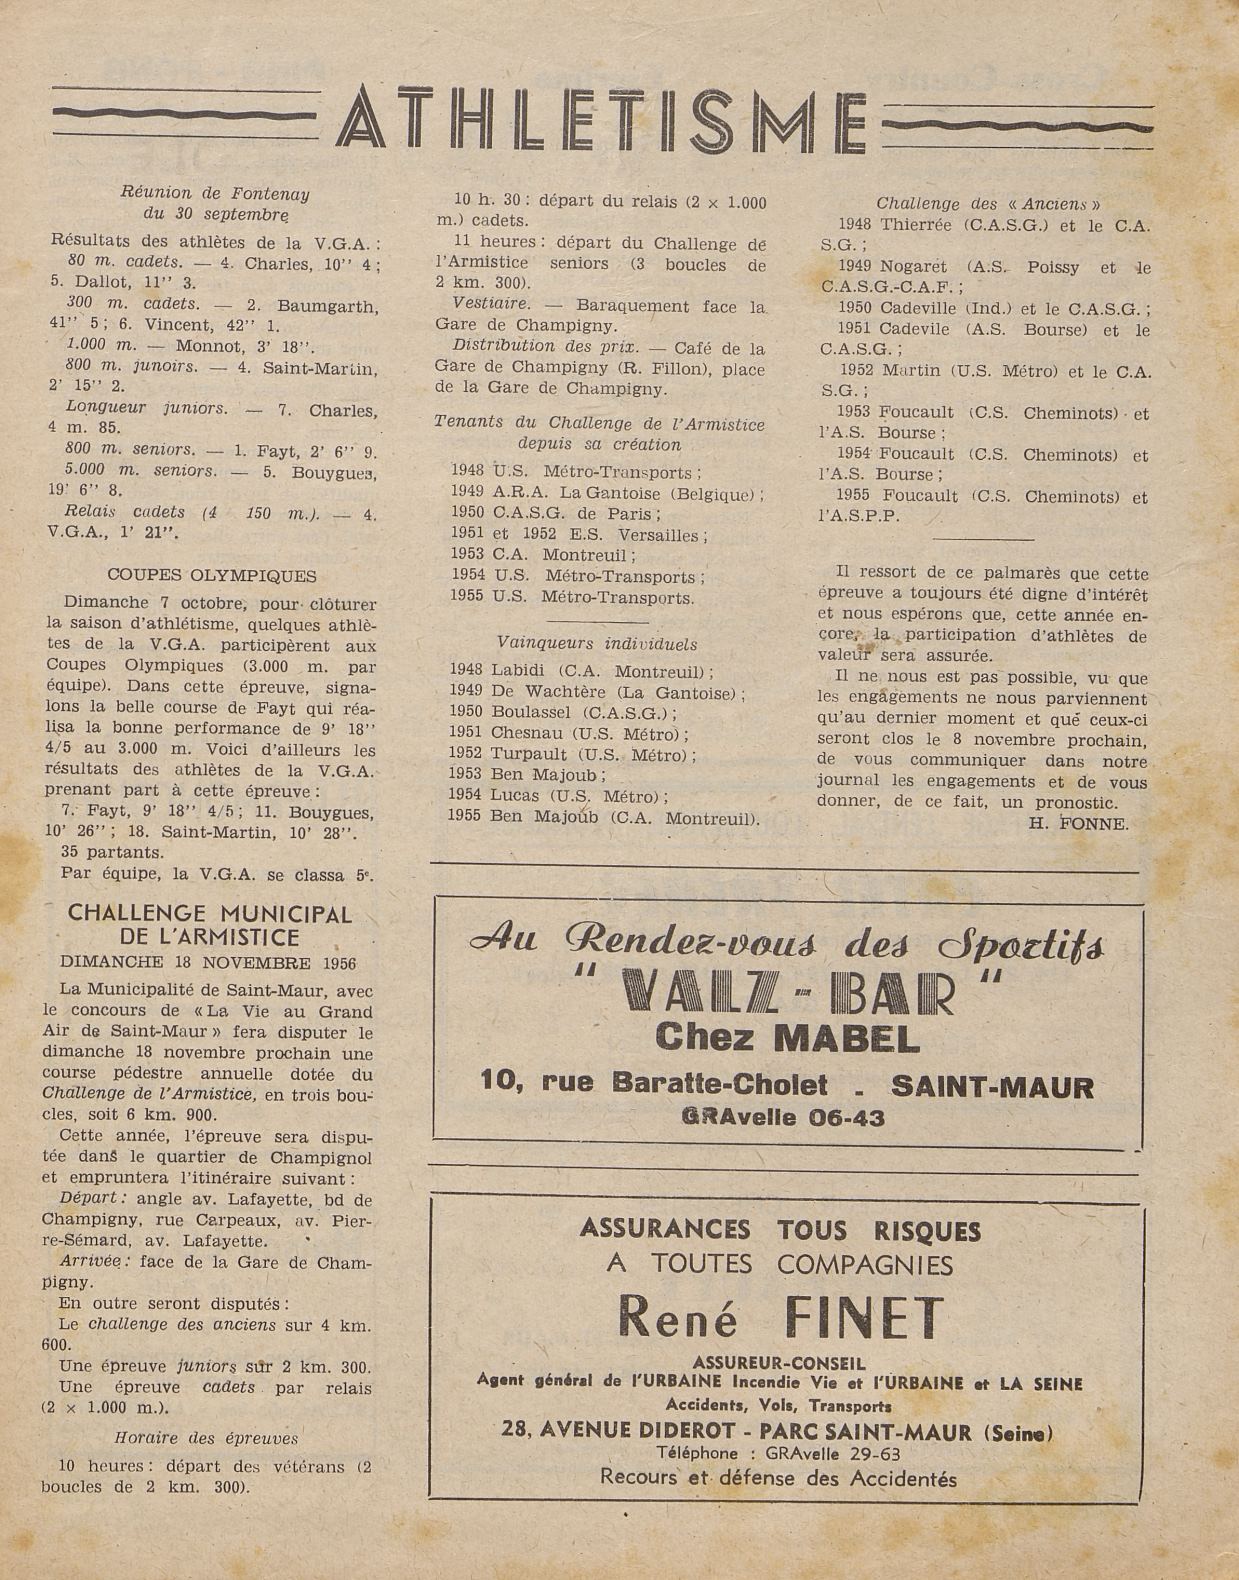 ATHLETISME
Réunion de Fontenay
du 30 septembre
Résultats des athlètes de la V.G.A. :
80 m. cadets. — 4. Charles, 10'' 4 ;
5. Dallot, 11'' 3.
300 m. cadets. — 2. Baumgarth,
41'' 5 ; 6. Vincent, 42'' 1.
1.000 m. — Monnot, 3' 18''.
800 m. junoirs. — 4. Saint-Martin,
2' 15'' 2.
Longueur juniors. — 7. Charles,
4 m. 85.
800 m. seniors. — 1. Fayt, 2' 6'' 9.
5.000 m. seniors. — 5. Bouygues,
19' 6'' 8.
Relais cadets (4 150 m.). — 4.
V.G.A., 1' 21''.
COUPES OLYMPIQUES
Dimanche 7 octobre, pour clôturer
la saison d'athlétisme, quelques athlè-
tes de la V.G.A. participèrent aux
Coupes Olympiques (3.000 m. par
équipe). Dans cette épreuve, signa-
lons la belle course de Fayt qui réa-
lisa la bonne performance de 9' 18''
4/5 au 3.000 m. Voici d'ailleurs les
résultats des athlètes de la V.G.A.
prenant part à cette épreuve :
7. Fayt, 9' 18'' 4/5 ; 11. Bouygues,
10' 26'' ; 18. Saint-Martin, 10' 28''.
35 partants.
Par équipe, la V.G.A. se classa 5e.
CHALLENGE MUNICIPAL
DE L'ARMISTICE
DIMANCHE 18 NOVEMBRE 1956
La Municipalité de Saint-Maur, avec
le concours de « La Vie au Grand
Air de Saint-Maur » fera disputer le
dimanche 18 novembre prochain une
course pédestre annuelle dotée du
Challenge de l'Armistice, en trois bou-
cles, soit 6 km. 900.
Cette année, l'épreuve sera dispu-
tée dans le quartier de Champignol
et empruntera l'itinéraire suivant :
Départ : angle av. Lafayette, bd de
Champigny, rue Carpeaux, av. Pier-
re-Sémard, av. Lafayette.
Arrivée : face de la Gare de Cham-
pigny.
En outre seront disputés :
Le challenge des anciens sur 4 km.
600.
Une épreuve juniors sur 2 km. 300.
Une épreuve cadets par relais
(2 × 1.000 m.).
Horaire des épreuves
10 heures : départ des vétérans (2
boucles de 2 km. 300).
10 h. 30 : départ du relais (2 × 1.000
m.) cadets.
11 heures : départ du Challenge de
l'Armistice seniors (3 boucles de
2 km. 300).
Vestiaire. — Baraquement face la
Gare de Champigny.
Distribution des prix. — Café de la
Gare de Champigny (R. Fillon), place
de la Gare de Champigny.
Tenants du Challenge de l'Armistice
depuis sa création
1948 U.S. Métro-Transports ;
1949 A.R.A. La Gantoise (Belgique) ;
1950 C.A.S.G. de Paris ;
1951 et 1952 E.S. Versailles ;
1953 C.A. Montreuil ;
1954 U.S. Métro-Transports ;
1955 U.S. Métro-Transports.
Vainqueurs individuels
1948 Labidi (C.A. Montreuil) ;
1949 De Wachtère (La Gantoise) ;
1950 Boulassel (C.A.S.G.) ;
1951 Chesnau (U.S. Métro) ;
1952 Turpault (U.S. Métro) ;
1953 Ben Majoub ;
1954 Lucas (U.S. Métro) ;
1955 Ben Majoub (C.A. Montreuil).
Challenge des « Anciens »
1948 Thierrée (C.A.S.G.) et le C.A.
S.G. ;
1949 Nogaret (A.S. Poissy et le
C.A.S.G.-C.A.F. ;
1950 Cadeville (Ind.) et le C.A.S.G. ;
1951 Cadevile (A.S. Bourse) et le
C.A.S.G. ;
1952 Martin (U.S. Métro) et le C.A.
S.G. ;
1953 Foucault (C.S. Cheminots) et
l'A.S. Bourse ;
1954 Foucault (C.S. Cheminots) et
l'A.S. Bourse ;
1955 Foucault (C.S. Cheminots) et
l'A.S.P.P.
Il ressort de ce palmarès que cette
épreuve a toujours été digne d'intérêt
et nous espérons que, cette année en-
core, la participation d'athlètes de
valeur sera assurée.
Il ne nous est pas possible, vu que
les engagements ne nous parviennent
qu'au dernier moment et que ceux-ci
seront clos le 8 novembre prochain,
de vous communiquer dans notre
journal les engagements et de vous
donner, de ce fait, un pronostic.
H. FONNE.
Au Rendez-vous des Sportifs
" VALZ - BAR "
Chez MABEL
10, rue Baratte-Cholet - SAINT-MAUR
GRAvelle 06-43
ASSURANCES TOUS RISQUES
A TOUTES COMPAGNIES
René FINET
ASSUREUR-CONSEIL
Agent général de l'URBAINE Incendie Vie et l'URBAINE et LA SEINE
Accidents, Vols, Transports
28, AVENUE DIDEROT - PARC SAINT-MAUR (Seine)
Téléphone : GRAvelle 29-63
Recours et défense des Accidentés